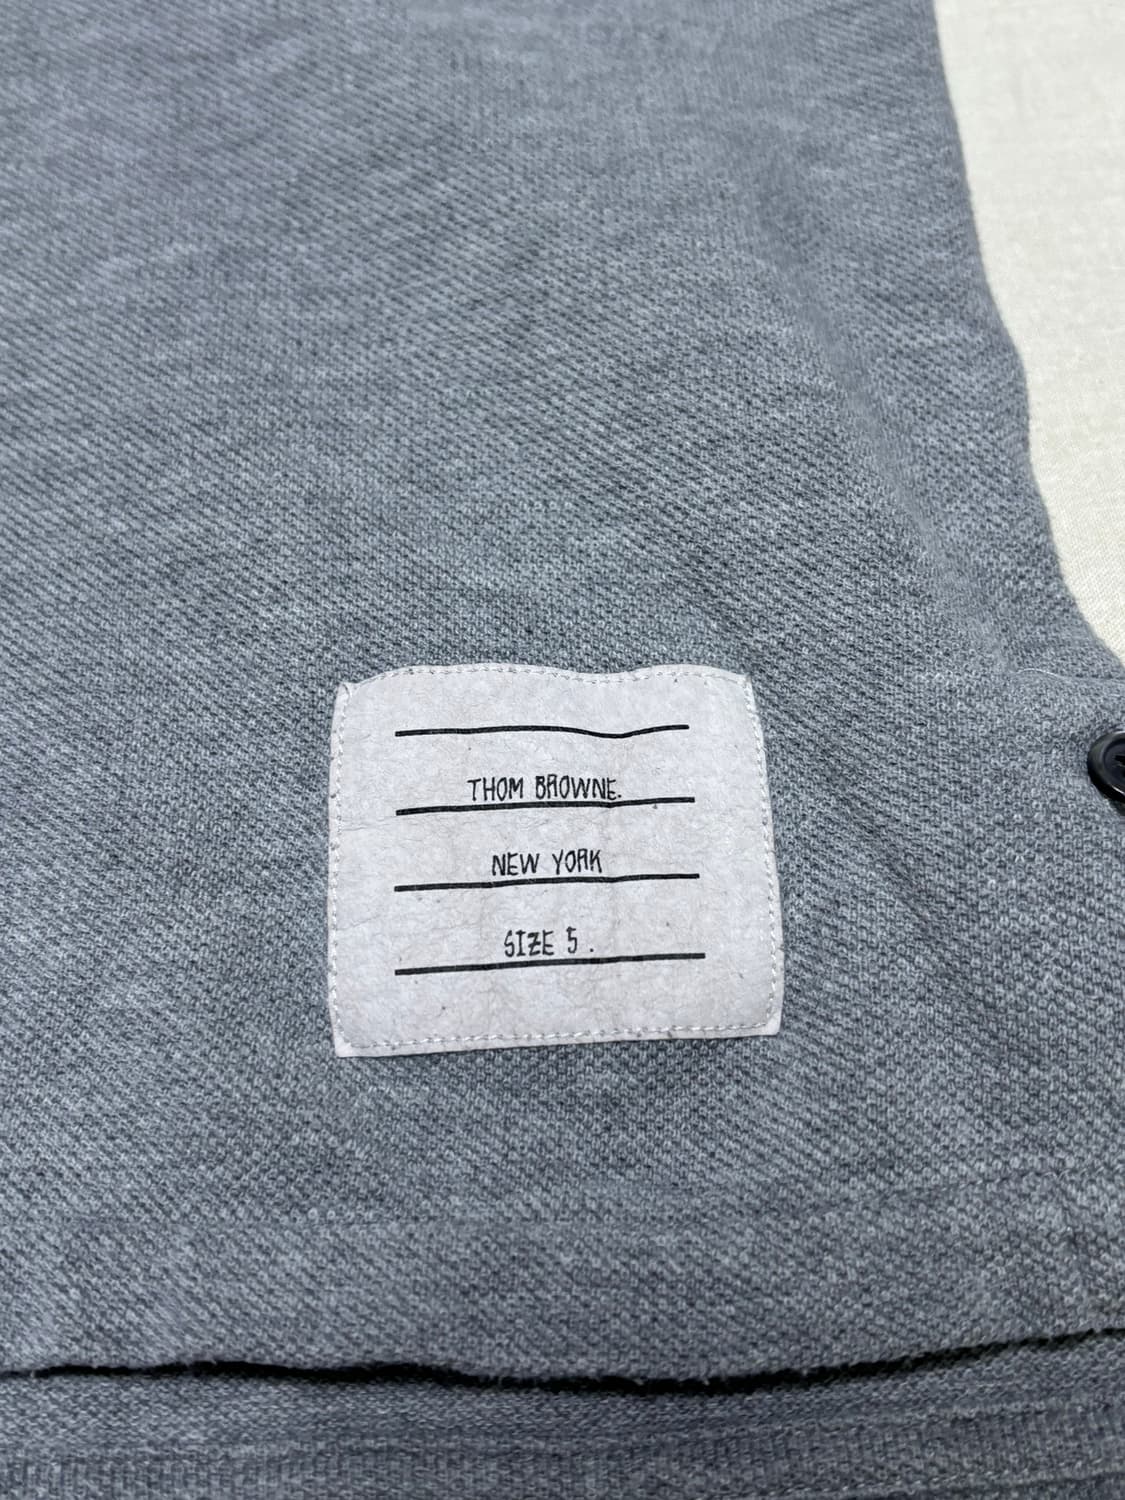 THOM BROWNE.
NEW YORK
SIZE 5 .